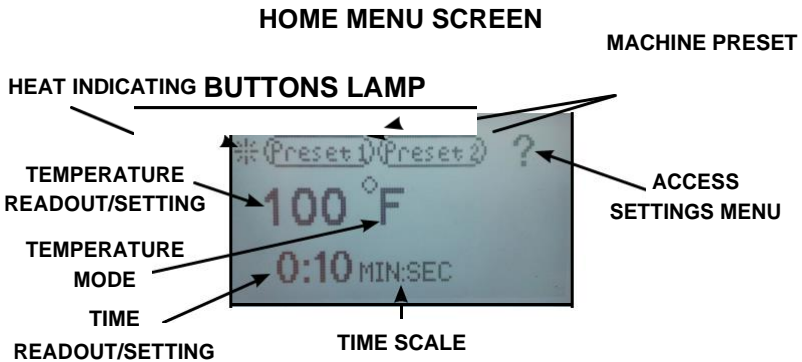 HOME MENU SCREEN
MACHINE PRESET
HEAT INDICATING BUTTONS LAMP
Preset 1 Preset 2 ?
TEMPERATURE
READOUT/SETTING
100 °F
ACCESS
SETTINGS MENU
TEMPERATURE
MODE
0:10 MIN:SEC
TIME
READOUT/SETTING
TIME SCALE